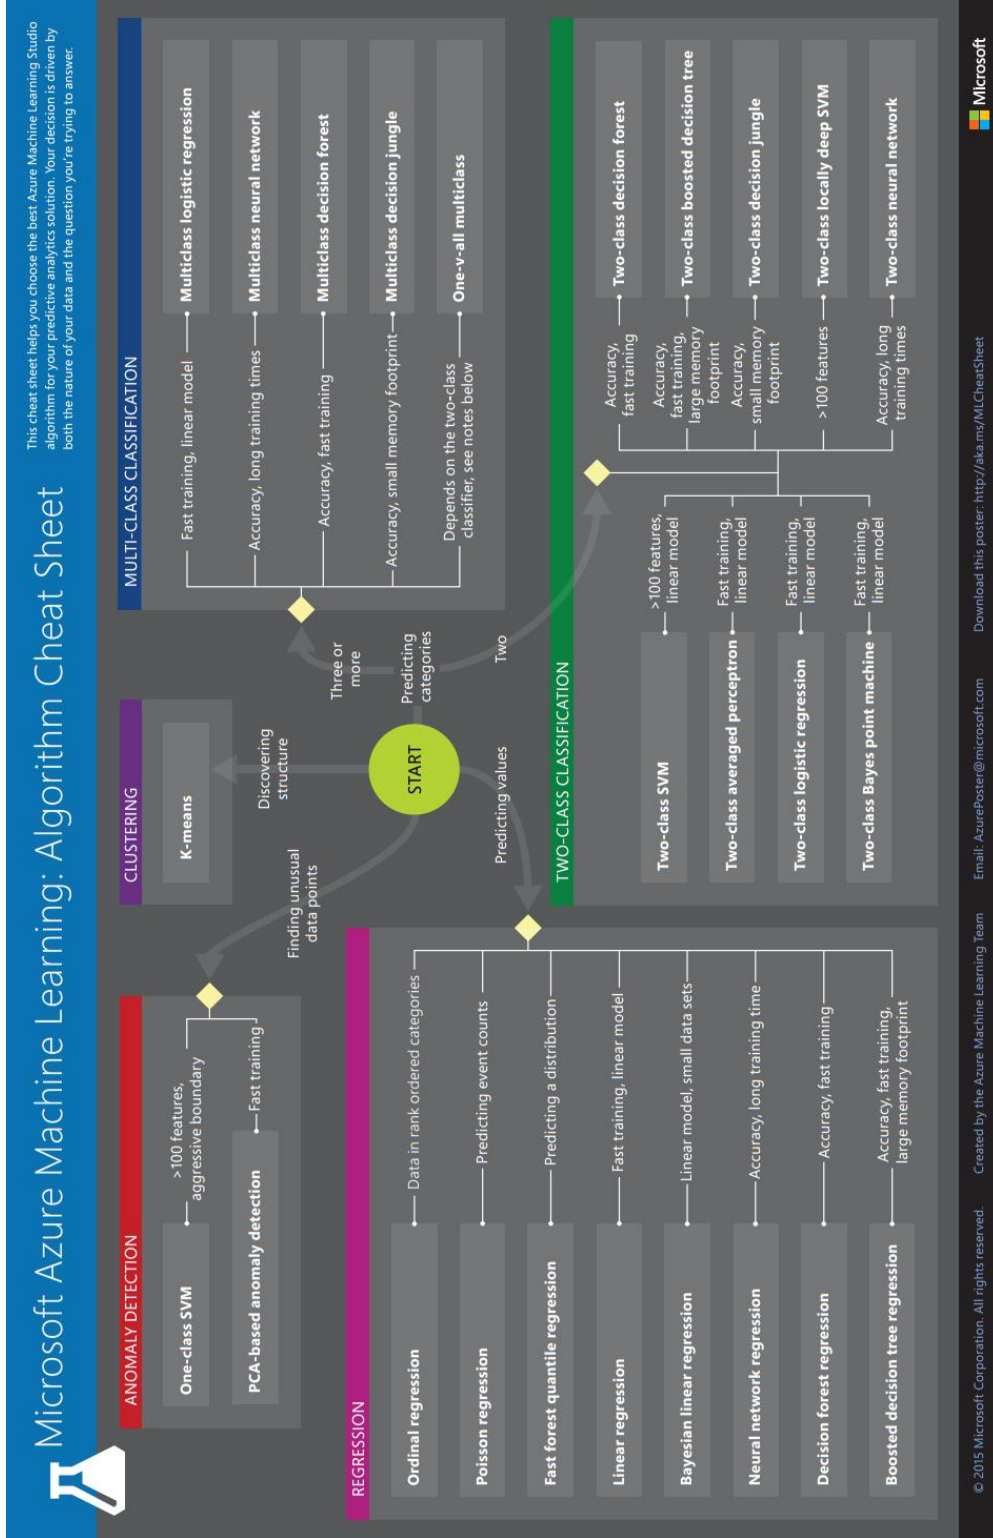 Microsoft Azure Machine Learning: Algorithm Cheat Sheet
This cheat sheet helps you choose the best Azure Machine Learning Studio
algorithm for your predictive analytics solution. Your decision is driven by
both the nature of your data and the question you're trying to answer.
ANOMALY DETECTION
One-class SVM
>100 features,
aggressive boundary
PCA-based anomaly detection
Fast training
CLUSTERING
K-means
MULTI-CLASS CLASSIFICATION
Fast training, linear model
Multiclass logistic regression
Accuracy, long training times
Multiclass neural network
Accuracy, fast training
Multiclass decision forest
Accuracy, small memory footprint
Multiclass decision jungle
Depends on the two-class
classifier, see notes below
One-v-all multiclass
Finding unusual
data points
Discovering
structure
START
Predicting
categories
Three or
more
Two
Predicting values
REGRESSION
Ordinal regression
Data in rank ordered categories
Poisson regression
Predicting event counts
Fast forest quantile regression
Predicting a distribution
Linear regression
Fast training, linear model
Bayesian linear regression
Linear model, small data sets
Neural network regression
Accuracy, long training time
Decision forest regression
Accuracy, fast training
Boosted decision tree regression
Accuracy, fast training,
large memory footprint
TWO-CLASS CLASSIFICATION
Two-class SVM
>100 features,
linear model
Two-class averaged perceptron
Fast training,
linear model
Two-class logistic regression
Fast training,
linear model
Two-class Bayes point machine
Fast training,
linear model
Accuracy,
fast training
Two-class decision forest
Accuracy,
fast training,
large memory
footprint
Two-class boosted decision tree
Accuracy,
small memory
footprint
Two-class decision jungle
>100 features
Two-class locally deep SVM
Accuracy, long
training times
Two-class neural network
© 2015 Microsoft Corporation. All rights reserved.
Created by the Azure Machine Learning Team
Email: AzurePoster@microsoft.com
Download this poster: http://aka.ms/MLCheatSheet
Microsoft